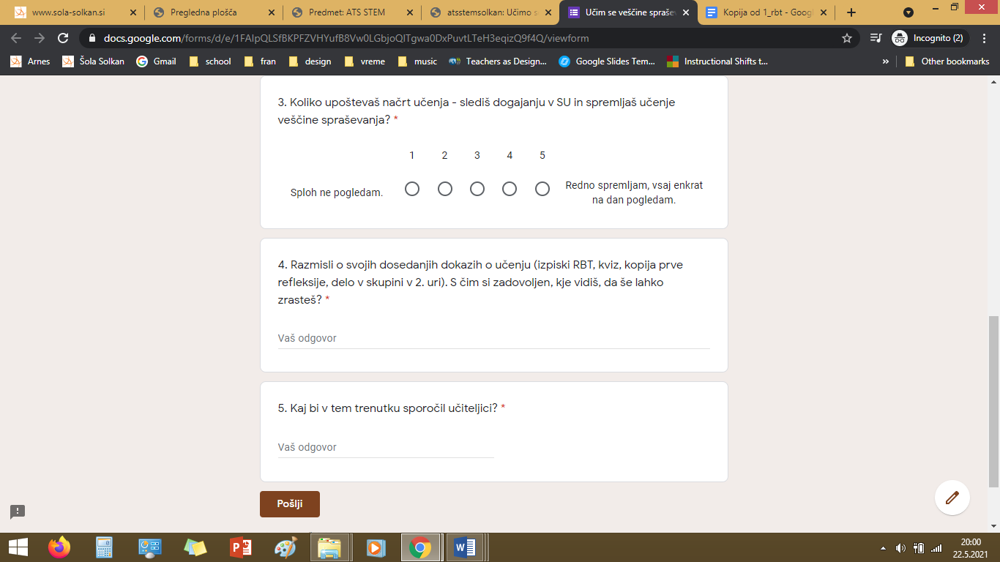 www.sola-solkan.si
Pregledna plošča
Predmet: ATS STEM
atsstemsolkan: Učimo s
Učim se veščine spraše
Kopija od 1_rbt - Goog
docs.google.com/forms/d/e/1FAIpQLSfBKPFZVHYufB8Vw0LGbjoQITgwa0DxPuvtLTeH3eqizQ9f4Q/viewform
Incognito (2)
Arnes
Šola Solkan
Gmail
school
fran
design
vreme
music
Teachers as Design...
Google Slides Tem...
Instructional Shifts t...
»
Other bookmarks
3. Koliko upoštevaš načrt učenja - slediš dogajanju v SU in spremljaš učenje
veščine spraševanja? *
1 2 3 4 5
Sploh ne pogledam.
Redno spremljam, vsaj enkrat
na dan pogledam.
4. Razmisli o svojih dosedanjih dokazih o učenju (izpiski RBT, kviz, kopija prve
refleksije, delo v skupini v 2. uri). S čim si zadovoljen, kje vidiš, da še lahko
zrasteš? *
Vaš odgovor
5. Kaj bi v tem trenutku sporočil učiteljici? *
Vaš odgovor
Pošlji
20:00
22.5.2021